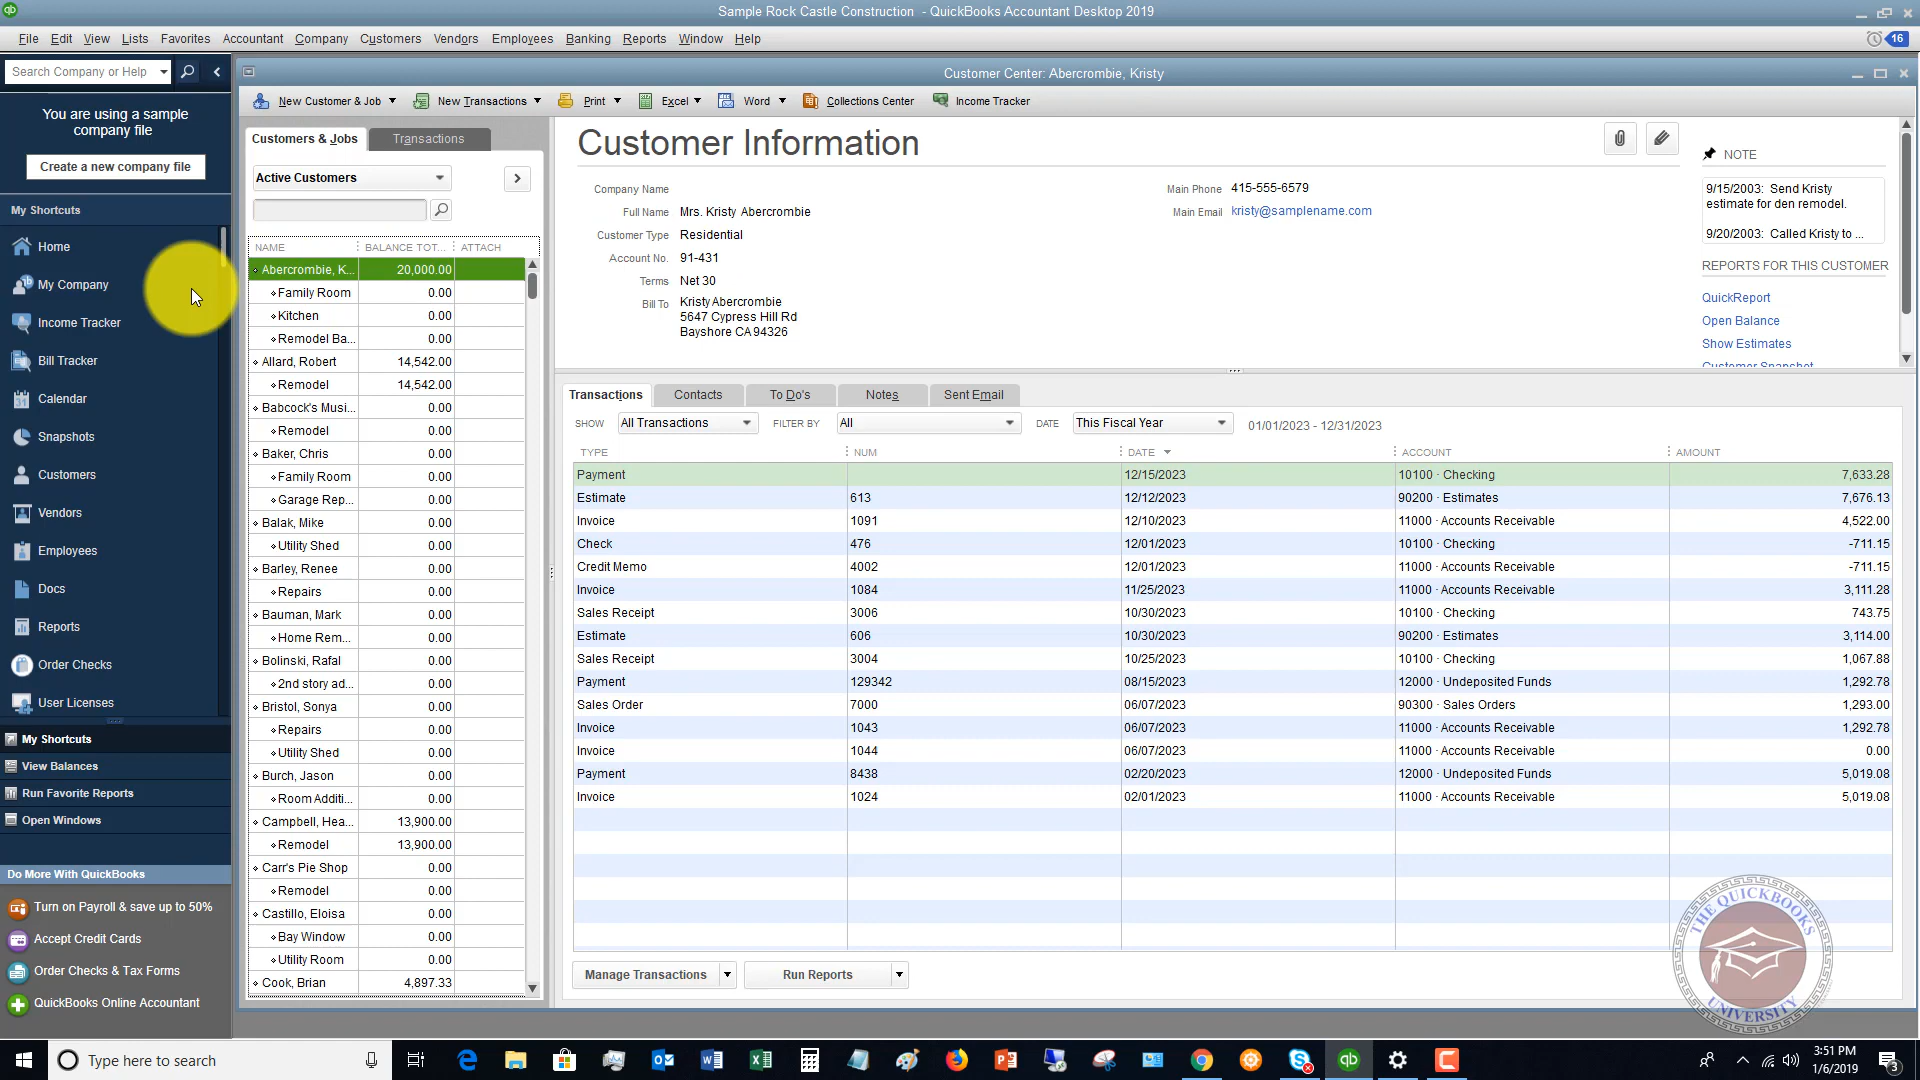 Sample Rock Castle Construction - QuickBooks Accountant Desktop 2019
File Edit View Lists Favorites Accountant Company Customers Vendors Employees Banking Reports Window Help
16
Search Company or Help
Customer Center: Abercrombie, Kristy
You are using a sample
company file
Create a new company file
New Customer & Job New Transactions Print Excel Word Collections Center Income Tracker
Customers & Jobs Transactions
Active Customers
My Shortcuts
Home
My Company
Income Tracker
Bill Tracker
Calendar
Snapshots
Customers
Vendors
Employees
Docs
Reports
Order Checks
User Licenses
My Shortcuts
View Balances
Run Favorite Reports
Open Windows
Do More With QuickBooks
Turn on Payroll & save up to 50%
Accept Credit Cards
Order Checks & Tax Forms
QuickBooks Online Accountant
NAME BALANCE TOT... ATTACH
Abercrombie, K... 20,000.00
Family Room 0.00
Kitchen 0.00
Remodel Ba... 0.00
Allard, Robert 14,542.00
Remodel 14,542.00
Babcock's Musi... 0.00
Remodel 0.00
Baker, Chris 0.00
Family Room 0.00
Garage Rep... 0.00
Balak, Mike 0.00
Utility Shed 0.00
Barley, Renee 0.00
Repairs 0.00
Bauman, Mark 0.00
Home Rem... 0.00
Bolinski, Rafal 0.00
2nd story ad... 0.00
Bristol, Sonya 0.00
Repairs 0.00
Utility Shed 0.00
Burch, Jason 0.00
Room Additi... 0.00
Campbell, Hea... 13,900.00
Remodel 13,900.00
Carr's Pie Shop 0.00
Remodel 0.00
Castillo, Eloisa 0.00
Bay Window 0.00
Utility Room 0.00
Cook, Brian 4,897.33
Customer Information
Company Name
Full Name Mrs. Kristy Abercrombie
Customer Type Residential
Account No. 91-431
Terms Net 30
Bill To Kristy Abercrombie
5647 Cypress Hill Rd
Bayshore CA 94326
Main Phone 415-555-6579
Main Email kristy@samplename.com
NOTE
9/15/2003: Send Kristy
estimate for den remodel.
9/20/2003: Called Kristy to ...
REPORTS FOR THIS CUSTOMER
QuickReport
Open Balance
Show Estimates
Customer Snapshot
Transactions Contacts To Do's Notes Sent Email
SHOW All Transactions FILTER BY All DATE This Fiscal Year 01/01/2023 - 12/31/2023
TYPE NUM DATE ACCOUNT AMOUNT
Payment 12/15/2023 10100 · Checking 7,633.28
Estimate 613 12/12/2023 90200 · Estimates 7,676.13
Invoice 1091 12/10/2023 11000 · Accounts Receivable 4,522.00
Check 476 12/01/2023 10100 · Checking -711.15
Credit Memo 4002 12/01/2023 11000 · Accounts Receivable -711.15
Invoice 1084 11/25/2023 11000 · Accounts Receivable 3,111.28
Sales Receipt 3006 10/30/2023 10100 · Checking 743.75
Estimate 606 10/30/2023 90200 · Estimates 3,114.00
Sales Receipt 3004 10/25/2023 10100 · Checking 1,067.88
Payment 129342 08/15/2023 12000 · Undeposited Funds 1,292.78
Sales Order 7000 06/07/2023 90300 · Sales Orders 1,293.00
Invoice 1043 06/07/2023 11000 · Accounts Receivable 1,292.78
Invoice 1044 06/07/2023 11000 · Accounts Receivable 0.00
Payment 8438 02/20/2023 12000 · Undeposited Funds 5,019.08
Invoice 1024 02/01/2023 11000 · Accounts Receivable 5,019.08
Manage Transactions Run Reports
THE QUICKBOOKS
UNIVERSITY
Type here to search
3:51 PM
1/6/2019
3